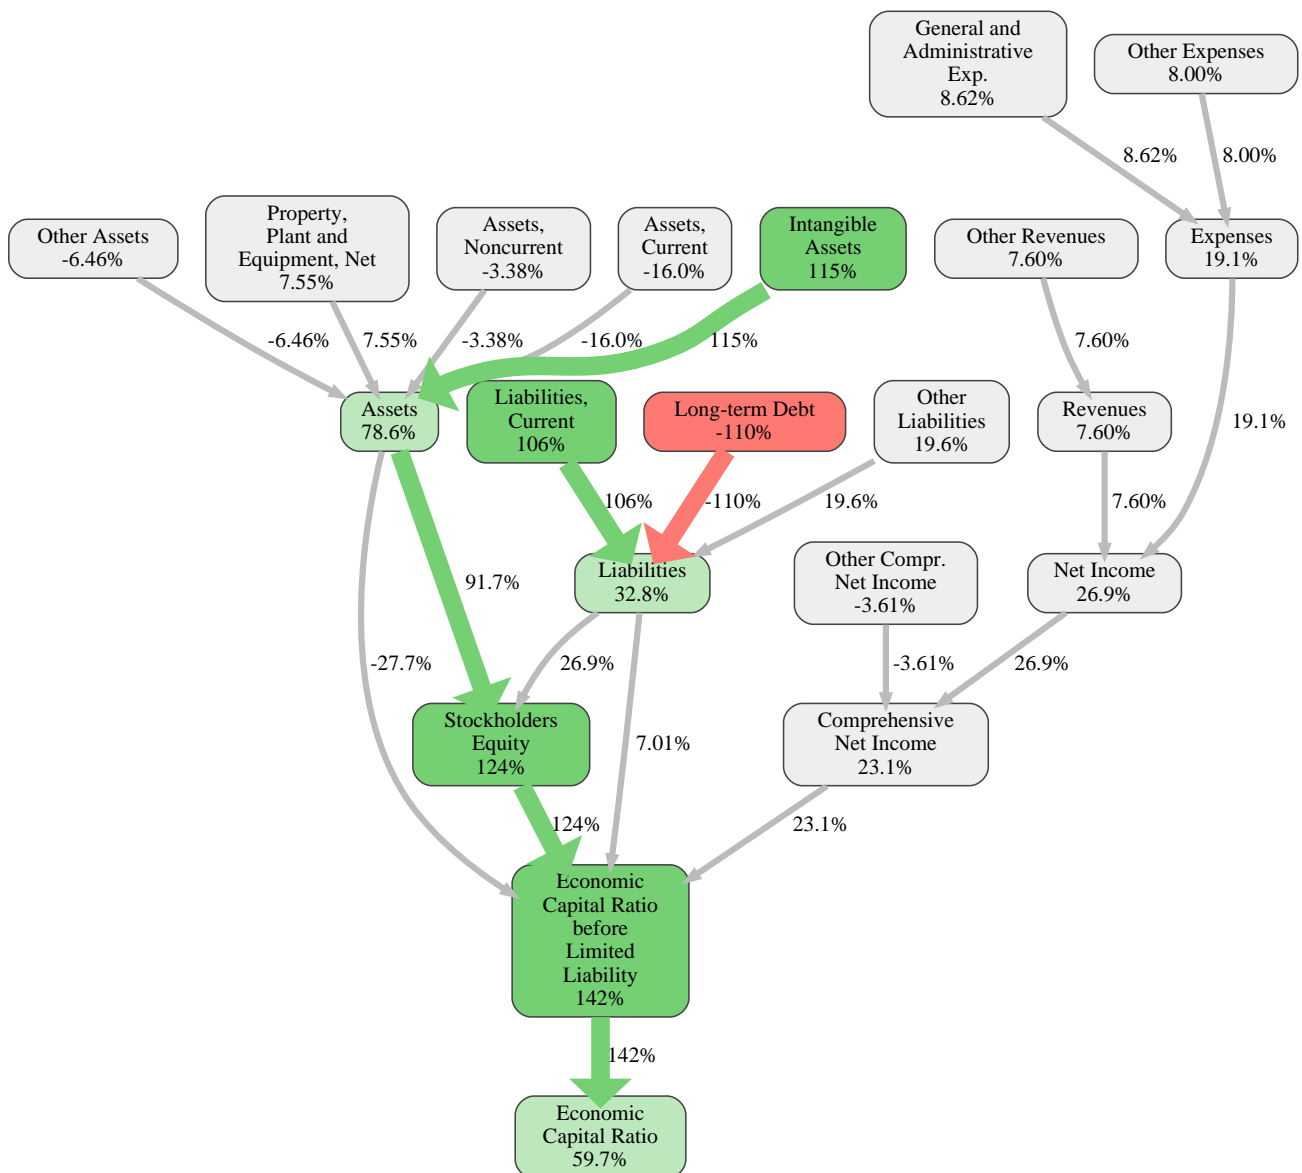 General and
Administrative
Exp.
8.62%
Other Expenses
8.00%
8.62%
8.00%
Other Assets
-6.46%
Property,
Plant and
Equipment, Net
7.55%
Assets,
Noncurrent
-3.38%
Assets,
Current
-16.0%
Intangible
Assets
115%
Other Revenues
7.60%
Expenses
19.1%
-6.46%
7.55%
-3.38%
-16.0%
115%
7.60%
Assets
78.6%
Liabilities,
Current
106%
Long-term Debt
-110%
Other
Liabilities
19.6%
Revenues
7.60%
19.1%
106%
-110%
19.6%
7.60%
91.7%
Liabilities
32.8%
Other Compr.
Net Income
-3.61%
Net Income
26.9%
-27.7%
26.9%
-3.61%
26.9%
Stockholders
Equity
124%
7.01%
Comprehensive
Net Income
23.1%
124%
23.1%
Economic
Capital Ratio
before
Limited
Liability
142%
142%
Economic
Capital Ratio
59.7%